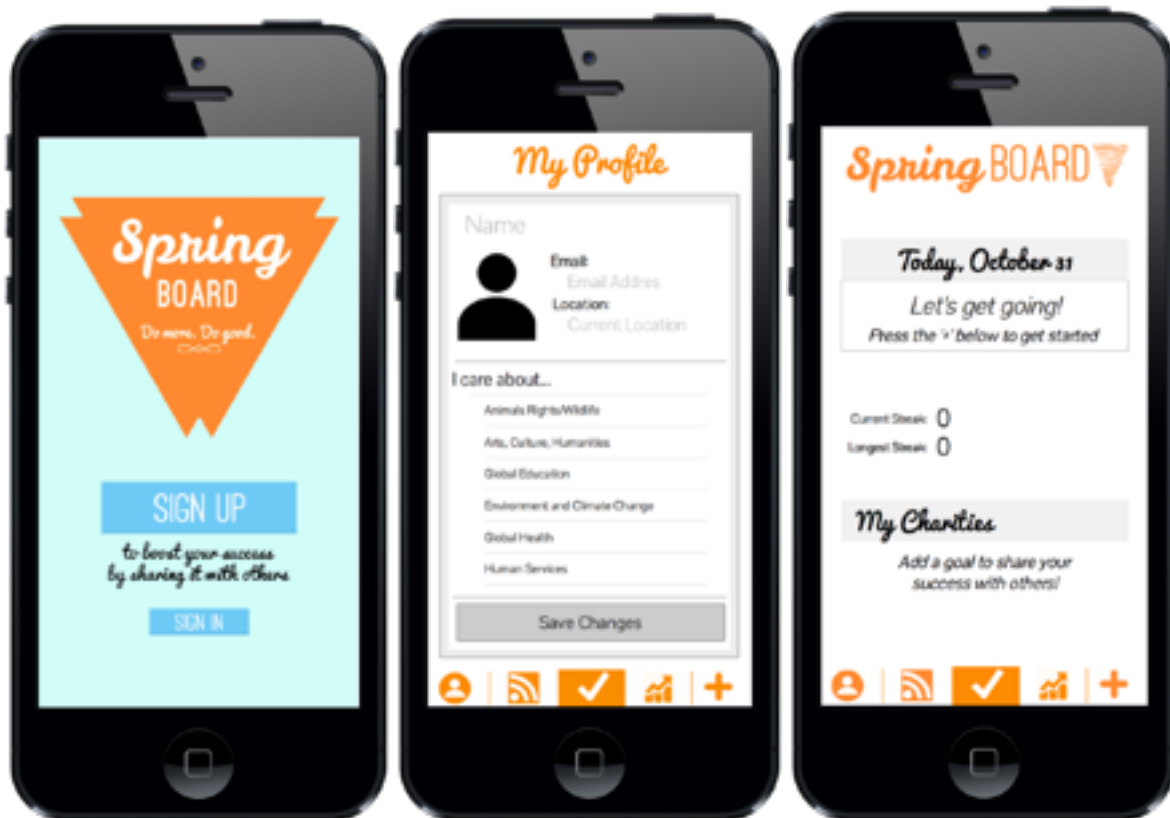 Spring
BOARD
Do more. Do good.
SIGN UP
to boost your success
by sharing it with others
SIGN IN
My Profile
Name
Email:
Email Addres
Location:
Current Location
I care about...
Animals Rights/Wildlife
Arts, Culture, Humanities
Global Education
Environment and Climate Change
Global Health
Human Services
Save Changes
Spring BOARD
Today, October 31
Let's get going!
Press the '+' below to get started
Current Streak: 0
Longest Streak: 0
My Charities
Add a goal to share your
success with others!